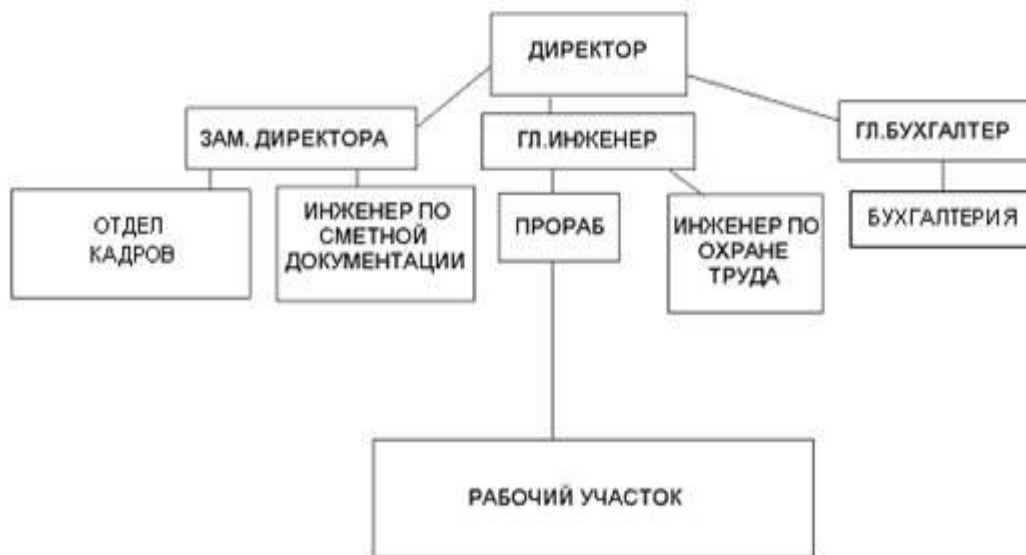 ДИРЕКТОР
ЗАМ. ДИРЕКТОРА
ГЛ.ИНЖЕНЕР
ГЛ.БУХГАЛТЕР
ОТДЕЛ
КАДРОВ
ИНЖЕНЕР ПО
СМЕТНОЙ
ДОКУМЕНТАЦИИ
ПРОРАБ
ИНЖЕНЕР ПО
ОХРАНЕ
ТРУДА
БУХГАЛТЕРИЯ
РАБОЧИЙ УЧАСТОК